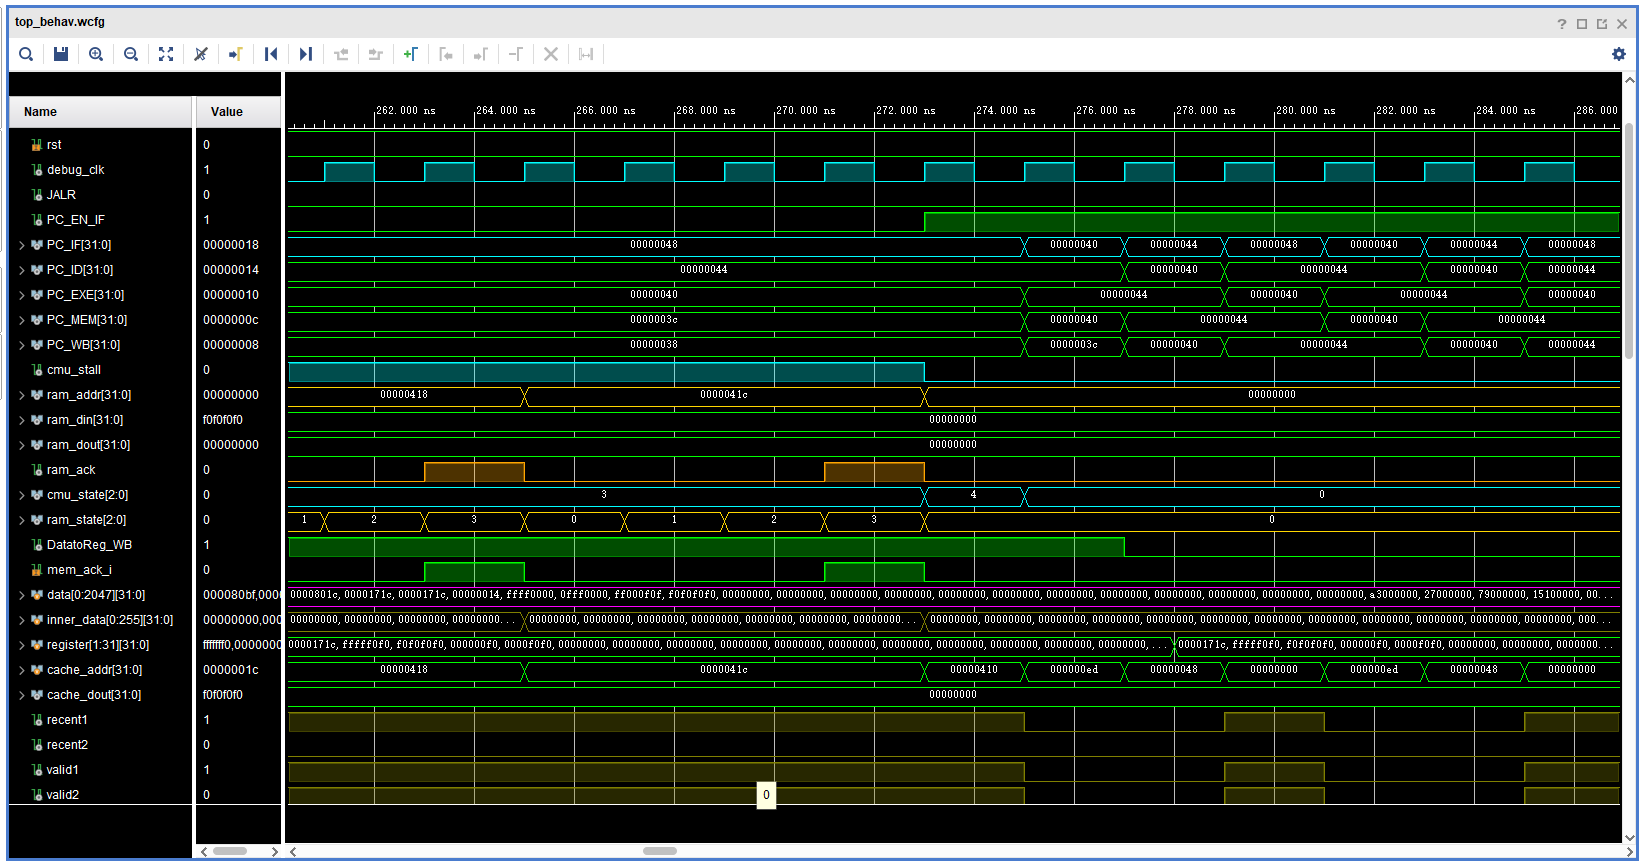 top_behav.wcfg
Name Value
262.000 ns 264.000 ns 266.000 ns 268.000 ns 270.000 ns 272.000 ns 274.000 ns 276.000 ns 278.000 ns 280.000 ns 282.000 ns 284.000 ns 286.000
rst 0
debug_clk 1
JALR 0
PC_EN_IF 1
PC_IF[31:0] 00000018 00000048 00000040 00000044 00000048 00000040 00000044 00000048
PC_ID[31:0] 00000014 00000044 00000040 00000044 00000040 00000044
PC_EXE[31:0] 00000010 00000040 00000044 00000040 00000044 00000040
PC_MEM[31:0] 0000000c 0000003c 00000040 00000044 00000040 00000044
PC_WB[31:0] 00000008 00000038 0000003c 00000040 00000044 00000040 00000044
cmu_stall 0
ram_addr[31:0] 00000000 00000418 0000041c 00000000
ram_din[31:0] f0f0f0f0 00000000
ram_dout[31:0] 00000000 00000000
ram_ack 0
cmu_state[2:0] 0 3 4 0
ram_state[2:0] 0 1 2 3 0 1 2 3 0
DatatoReg_WB 1
mem_ack_i 0
data[0:2047][31:0] 000080bf,000 0000801c, 0000171c, 0000171c, 00000014, ffff0000, 0fff0000, ff000f0f, f0f0f0f0, 00000000, 00000000, 00000000, 00000000, 00000000, 00000000, 00000000, 00000000, a3000000, 27000000, 79000000, 15100000, 00...
inner_data[0:255][31:0] 00000000,000 00000000, 00000000, 00000000, 00000000... 00000000, 00000000, 00000000, 00000000, 00000000, 00000000, 00000000... 00000000, 00000000, 00000000, 00000000, 00000000, 00000000, 00000000, 00000000, 00000000, 00000000, 00000000, 00000000, 000...
register[1:31][31:0] fffffff0,0000000 0000171c, fffff0f0, f0f0f0f0, 000000f0, 0000f0f0, 00000000, 00000000, 00000000, 00000000, 00000000, 00000000, 00000000, 00000000, ... 0000171c, fffff0f0, f0f0f0f0, 000000f0, 0000f0f0, 00000000, 00000000, 0000000...
cache_addr[31:0] 0000001c 00000418 0000041c 00000410 000000ed 00000048 00000000 000000ed 00000048 00000000
cache_dout[31:0] f0f0f0f0 00000000
recent1 1
recent2 0
valid1 1
valid2 0
0